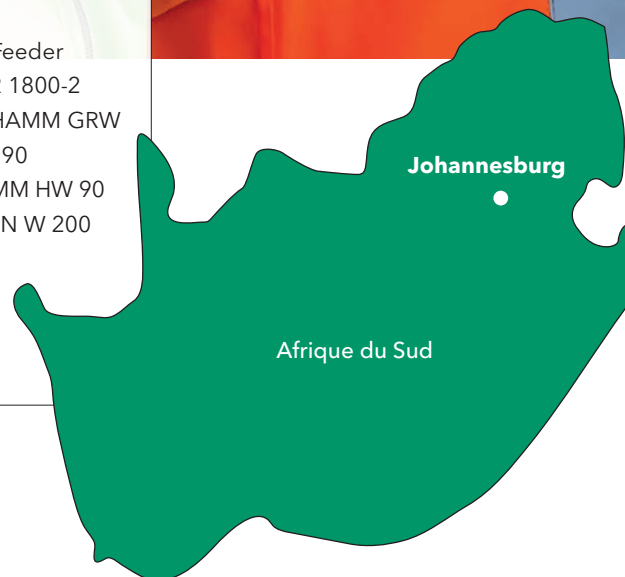 Feeder
1800-2
HAMM GRW
90
MM HW 90
N W 200
Johannesburg
Afrique du Sud